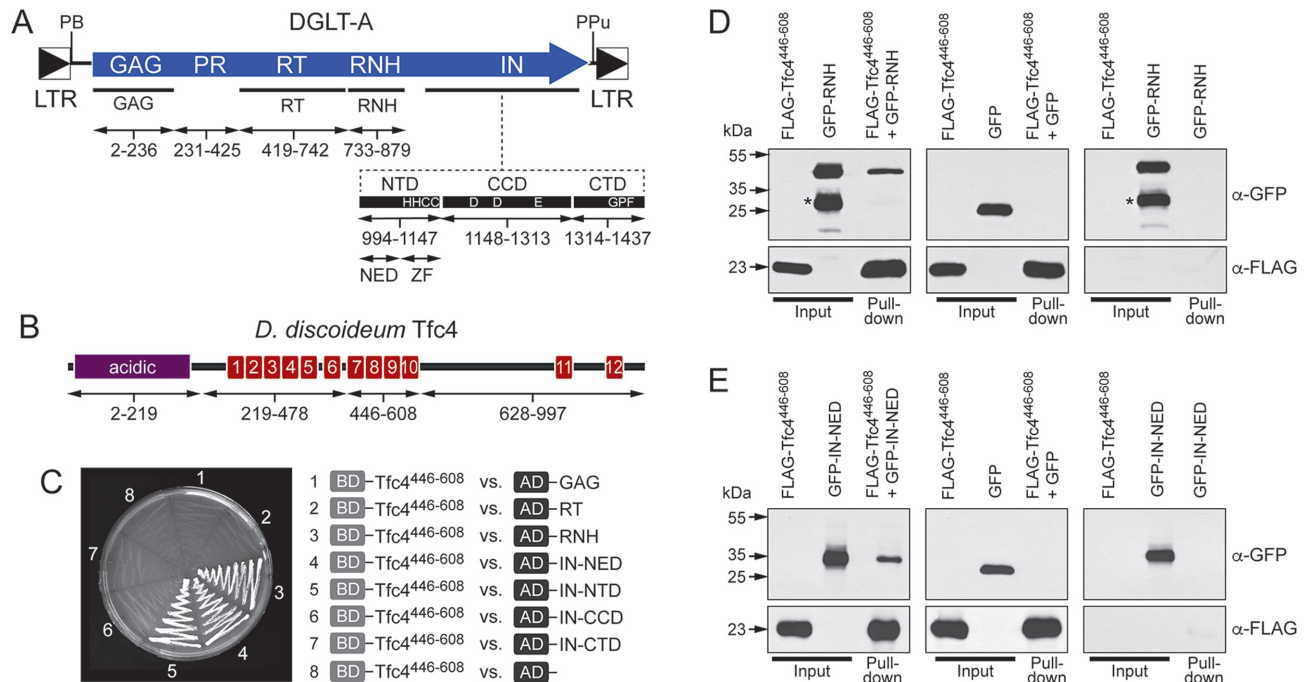 A
DGLT-A
PB
PPu
GAG PR RT RNH IN
LTR
LTR
GAG RT RNH
2-236 231-425 419-742 733-879
NTD CCD CTD
HHCC D D E GPF
994-1147 1148-1313 1314-1437
NED ZF
B
D. discoideum Tfc4
acidic 1 2 3 4 5 6 7 8 9 10 11 12
2-219 219-478 446-608 628-997
C
1
2
3
4
5
6
7
8
1 BD-Tfc4446-608 vs. AD-GAG
2 BD-Tfc4446-608 vs. AD-RT
3 BD-Tfc4446-608 vs. AD-RNH
4 BD-Tfc4446-608 vs. AD-IN-NED
5 BD-Tfc4446-608 vs. AD-IN-NTD
6 BD-Tfc4446-608 vs. AD-IN-CCD
7 BD-Tfc4446-608 vs. AD-IN-CTD
8 BD-Tfc4446-608 vs. AD-
D
FLAG-Tfc4446-608
GFP-RNH
FLAG-Tfc4446-608
+ GFP-RNH
FLAG-Tfc4446-608
GFP
FLAG-Tfc4446-608
+ GFP
FLAG-Tfc4446-608
GFP-RNH
GFP-RNH
kDa
55
35
25
*
*
α-GFP
23
α-FLAG
Input Pull-down
Input Pull-down
Input Pull-down
E
FLAG-Tfc4446-608
GFP-IN-NED
FLAG-Tfc4446-608
+ GFP-IN-NED
FLAG-Tfc4446-608
GFP
FLAG-Tfc4446-608
+ GFP
FLAG-Tfc4446-608
GFP-IN-NED
GFP-IN-NED
kDa
55
35
25
α-GFP
23
α-FLAG
Input Pull-down
Input Pull-down
Input Pull-down